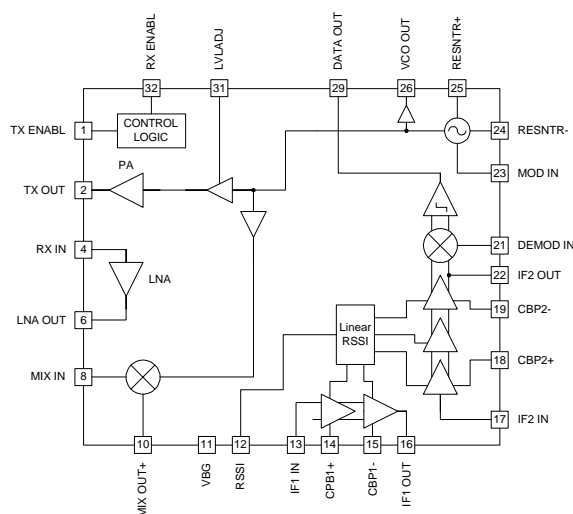 RX ENABL
LVLADJ
DATA OUT
VCO OUT
RESNTR+
32
31
29
26
25
TX ENABL
1
CONTROL
LOGIC
24
RESNTR-
PA
23
MOD IN
TX OUT
2
RX IN
4
21
DEMOD IN
LNA
22
IF2 OUT
19
CBP2-
LNA OUT
6
Linear
RSSI
18
CBP2+
MIX IN
8
17
IF2 IN
10
11
12
13
14
15
16
MIX OUT+
VBG
RSSI
IF1 IN
CPB1+
CBP1-
IF1 OUT